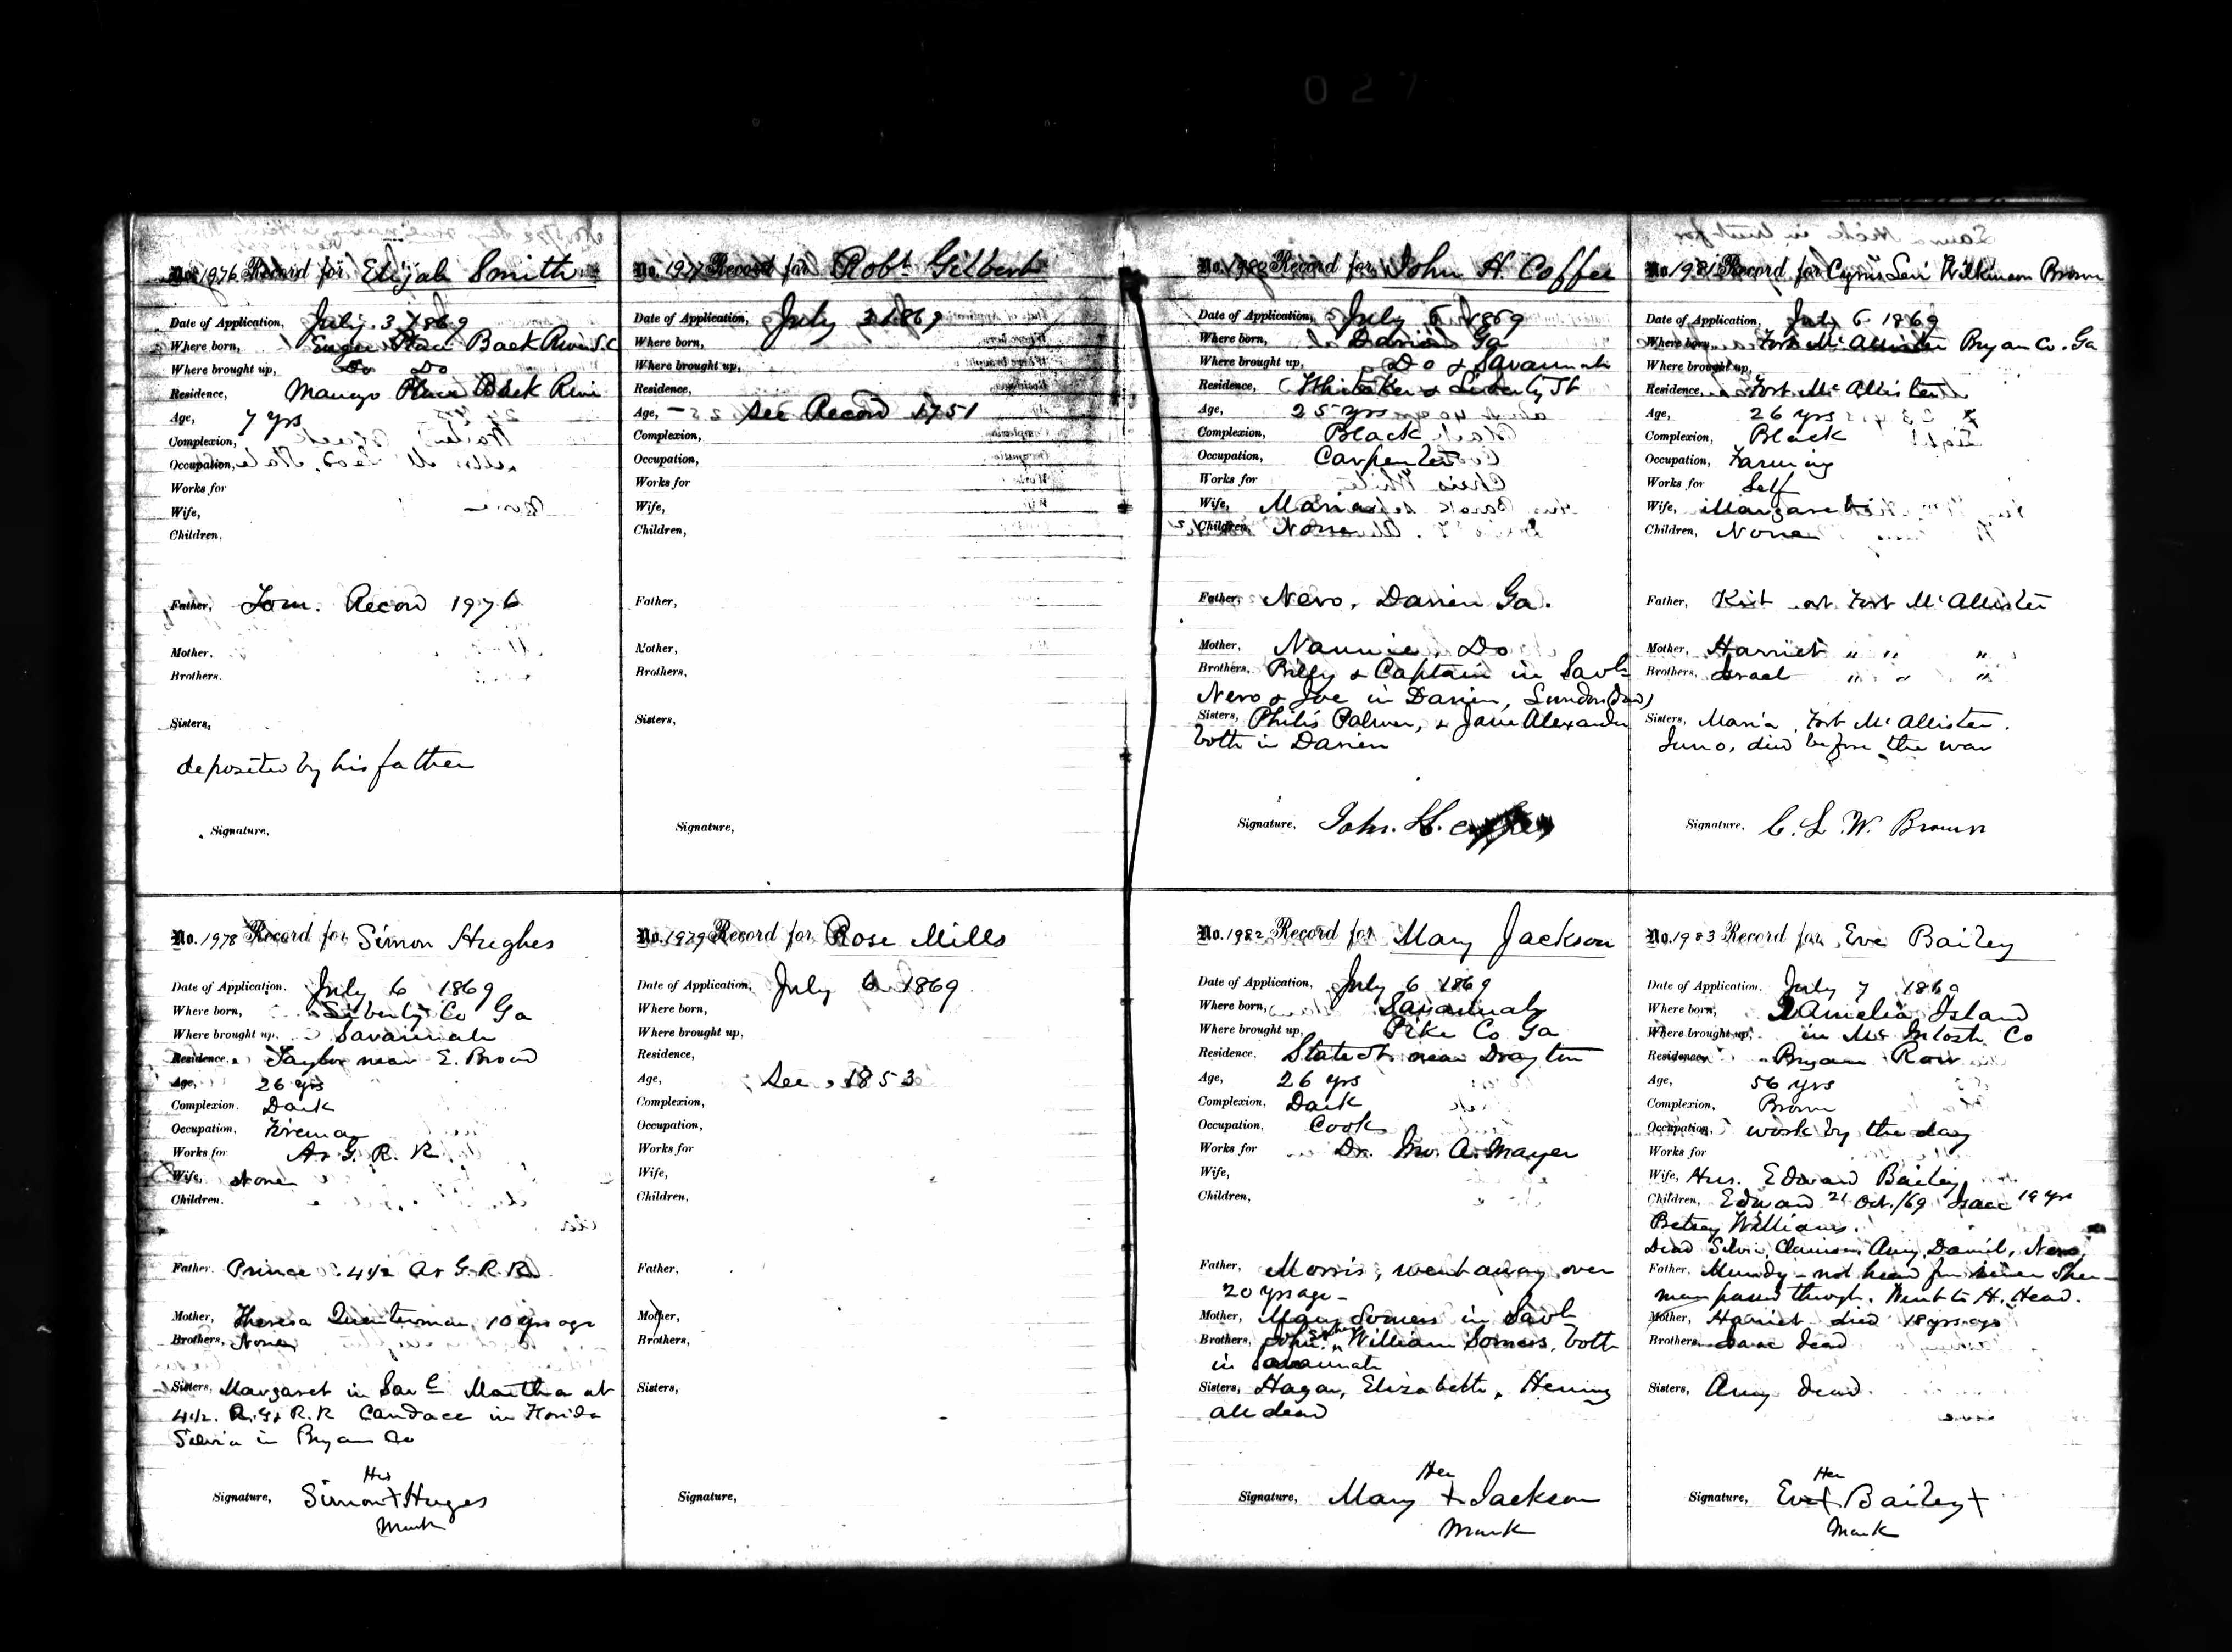 027
No. 1976 Record for Elijah Smith
Date of Application, July 3 1869
Where born, Back River S.C
Where brought up, Do Do
Residence, Place Back River
Age, 7 yrs
Complexion,
Occupation,
Works for
Wife,
Children,
Father, Tom. Record 1976
Mother,
Brothers.
Sisters,
deposited by his father
Signature.
No. 1977 Record for Robt Gilbert
Date of Application, July 3 1869
Where born,
Where brought up,
Residence,
Age, – see Record 1751
Complexion,
Occupation,
Works for
Wife,
Children,
Father,
Mother,
Brothers,
Sisters,
Signature,
No. 1978 Record for Simon Hughes
Date of Application. July 6 1869
Where born, Liberty Co Ga
Where brought up, Savannah
Residence. Taylor near E. Broad
Age, 26 yrs
Complexion. Dark
Occupation, Fireman
Works for A & G. R. R
Wife, None
Children.
Father. Prince 4½ A & G. R. R.
Mother, Theresa Quarterman, 10 yrs ago
Brothers, None
Sisters, Margaret in Savh Martha at
4½. A. G & R. R Candace in Florida
Silvia in Bryan Co
His
Signature, Simon + Huges
Mark
No. 1979 Record for Rose Mills
Date of Application, July 6 1869
Where born,
Where brought up,
Residence,
Age, See 1853
Complexion,
Occupation,
Works for
Wife,
Children,
Father,
Mother,
Brothers,
Sisters,
Signature,
No. 1980 Record for John H Coffee
Date of Application, July 6 1869
Where born, Darien Ga
Where brought up, Do & Savannah
Residence, Whitaker & Liberty St
Age, 25 yrs
Complexion, Black
Occupation, Carpenter
Works for
Wife, Maria
Children, None
Father, Nero, Darien Ga.
Mother, Nannie, Do
Brothers, Billy & Captain in Savh
Nero & Joe in Darien, London (dead)
Sisters, Philis Palmer, & Jane Alexander
both in Darien
Signature, John. H.
No. 1981 Record for Cyrus Levi Wilkinson Brown
Date of Application, July 6 1869
Where born, Fort McAllister Bryan Co. Ga
Where brought up,
Residence, Fort McAllister
Age, 26 yrs
Complexion, Black
Occupation, Farming
Works for Self
Wife, Margaret
Children, None
Father, Kit at Fort McAllister
Mother, Harriet " " "
Brothers, Israel " " "
Sisters, Maria, Fort McAllister.
Juno, died before the war
Signature. C. L. W. Brown
No. 1982 Record for Mary Jackson
Date of Application, July 6 1869
Where born, Savannah
Where brought up, Pike Co Ga
Residence. State St near Drayton
Age, 26 yrs
Complexion, Dark
Occupation. Cook
Works for Dr. Jno. A. Mayer
Wife,
Children,
Father, Morris, went away over
20 yrs ago –
Mother, Mary Somers in Savh
Brothers, John William Somers, both
in Savannah
Sisters, Hagar, Elizabeth,
all dead
Her
Signature, Mary + Jackson
Mark
No. 1983 Record for Eve Bailey
Date of Application. July 7 1869
Where born, Amelia Island
Where brought up, in McIntosh Co
Residence, Bryan Row
Age, 56 yrs
Complexion, Brown
Occupation, work by the day
Works for
Wife, Hus. Edward Bailey
Children, Edward 21 Oct./69 Isaac 19 yrs
Betsey Williams.
Dead Silvie, Amy, Daniel, Nero,
Father, Mundy – not heard from since Sher-
man passed through. Went to H. Head.
Mother, Harriet died 18 yrs ago
Brothers, Isaac dead
Sisters, Amy dead.
Her
Signature, Eve + Bailey +
Mark